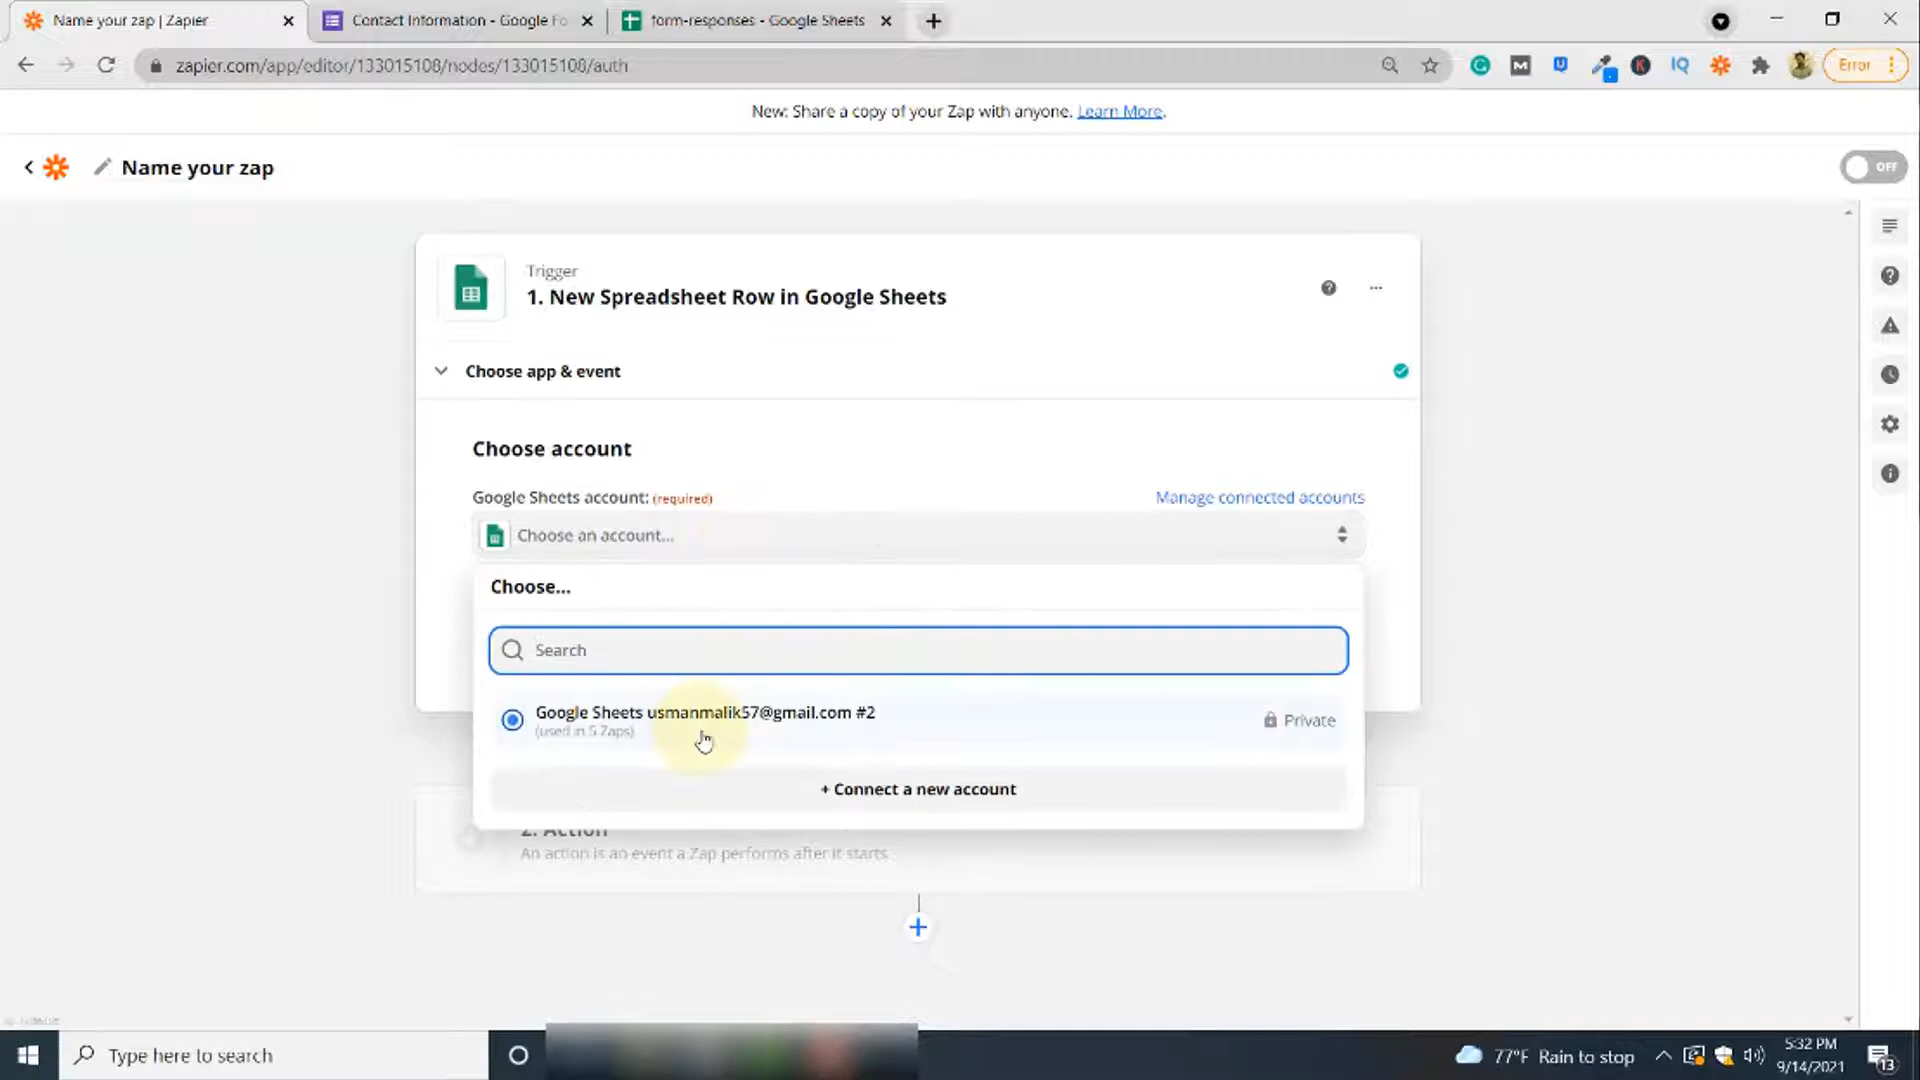 Name your zap | Zapier
Contact Information - Google Fo
form-responses - Google Sheets
zapier.com/app/editor/133015108/nodes/133015108/auth
Error
New: Share a copy of your Zap with anyone. Learn More.
Name your zap
OFF
Trigger
1. New Spreadsheet Row in Google Sheets
Choose app & event
Choose account
Google Sheets account: (required)
Manage connected accounts
Choose an account...
Choose...
Search
Google Sheets usmanmalik57@gmail.com #2
(used in 5 Zaps)
Private
+ Connect a new account
2. Action
An action is an event a Zap performs after it starts
Type here to search
77°F Rain to stop
5:32 PM
9/14/2021
13